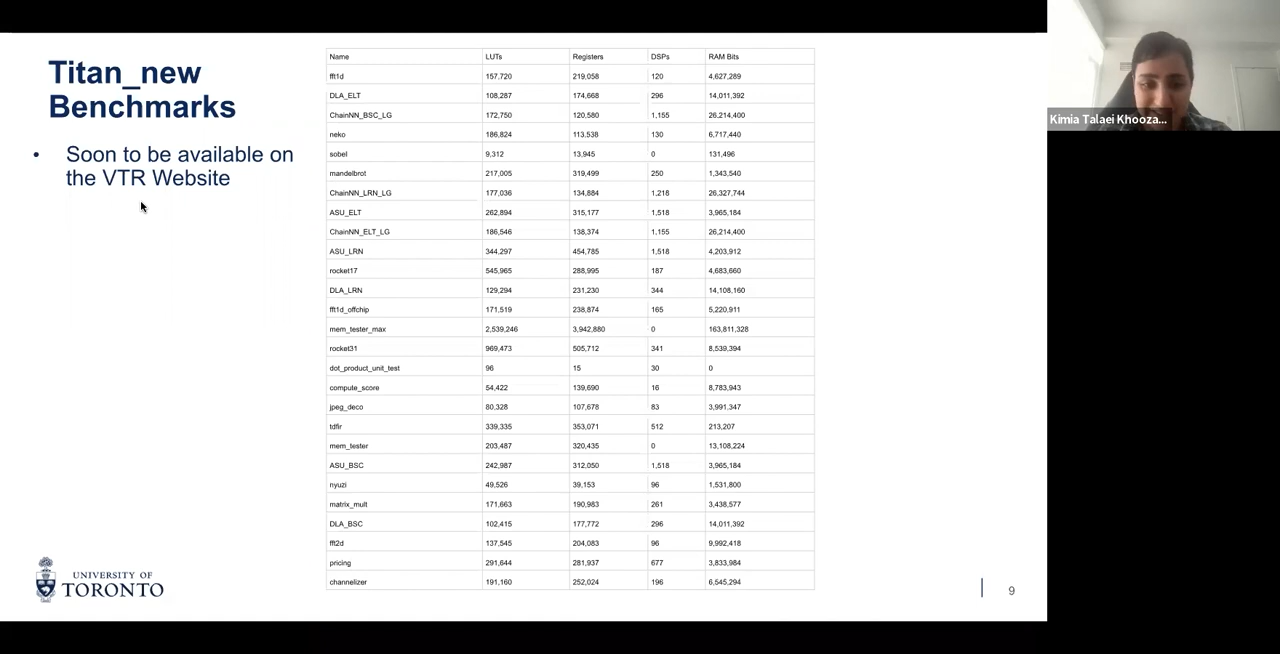 Titan_new
Benchmarks
• Soon to be available on
the VTR Website
Name LUTs Registers DSPs RAM Bits
fft1d 157,720 219,058 120 4,627,289
DLA_ELT 108,287 174,668 296 14,011,392
ChainNN_BSC_LG 172,750 120,580 1,155 26,214,400
neko 186,824 113,538 130 6,717,440
sobel 9,312 13,945 0 131,496
mandelbrot 217,005 319,499 250 1,343,540
ChainNN_LRN_LG 177,036 134,884 1,218 26,327,744
ASU_ELT 262,894 315,177 1,518 3,965,184
ChainNN_ELT_LG 186,546 138,374 1,155 26,214,400
ASU_LRN 344,297 454,785 1,518 4,203,912
rocket17 545,965 288,995 187 4,683,660
DLA_LRN 129,294 231,230 344 14,108,160
fft1d_offchip 171,519 238,874 165 5,220,911
mem_tester_max 2,539,246 3,942,880 0 163,811,328
rocket31 969,473 505,712 341 8,539,394
dot_product_unit_test 96 15 30 0
compute_score 54,422 139,690 16 8,783,943
jpeg_deco 80,328 107,678 83 3,991,347
tdfir 339,335 353,071 512 213,207
mem_tester 203,487 320,435 0 13,108,224
ASU_BSC 242,987 312,050 1,518 3,965,184
nyuzi 49,526 39,153 96 1,531,800
matrix_mult 171,663 190,983 261 3,438,577
DLA_BSC 102,415 177,772 296 14,011,392
fft2d 137,545 204,083 96 9,992,418
pricing 291,644 281,937 677 3,833,984
channelizer 191,160 252,024 196 6,545,294
UNIVERSITY OF
TORONTO
9
Kimia Talaei Khooza...